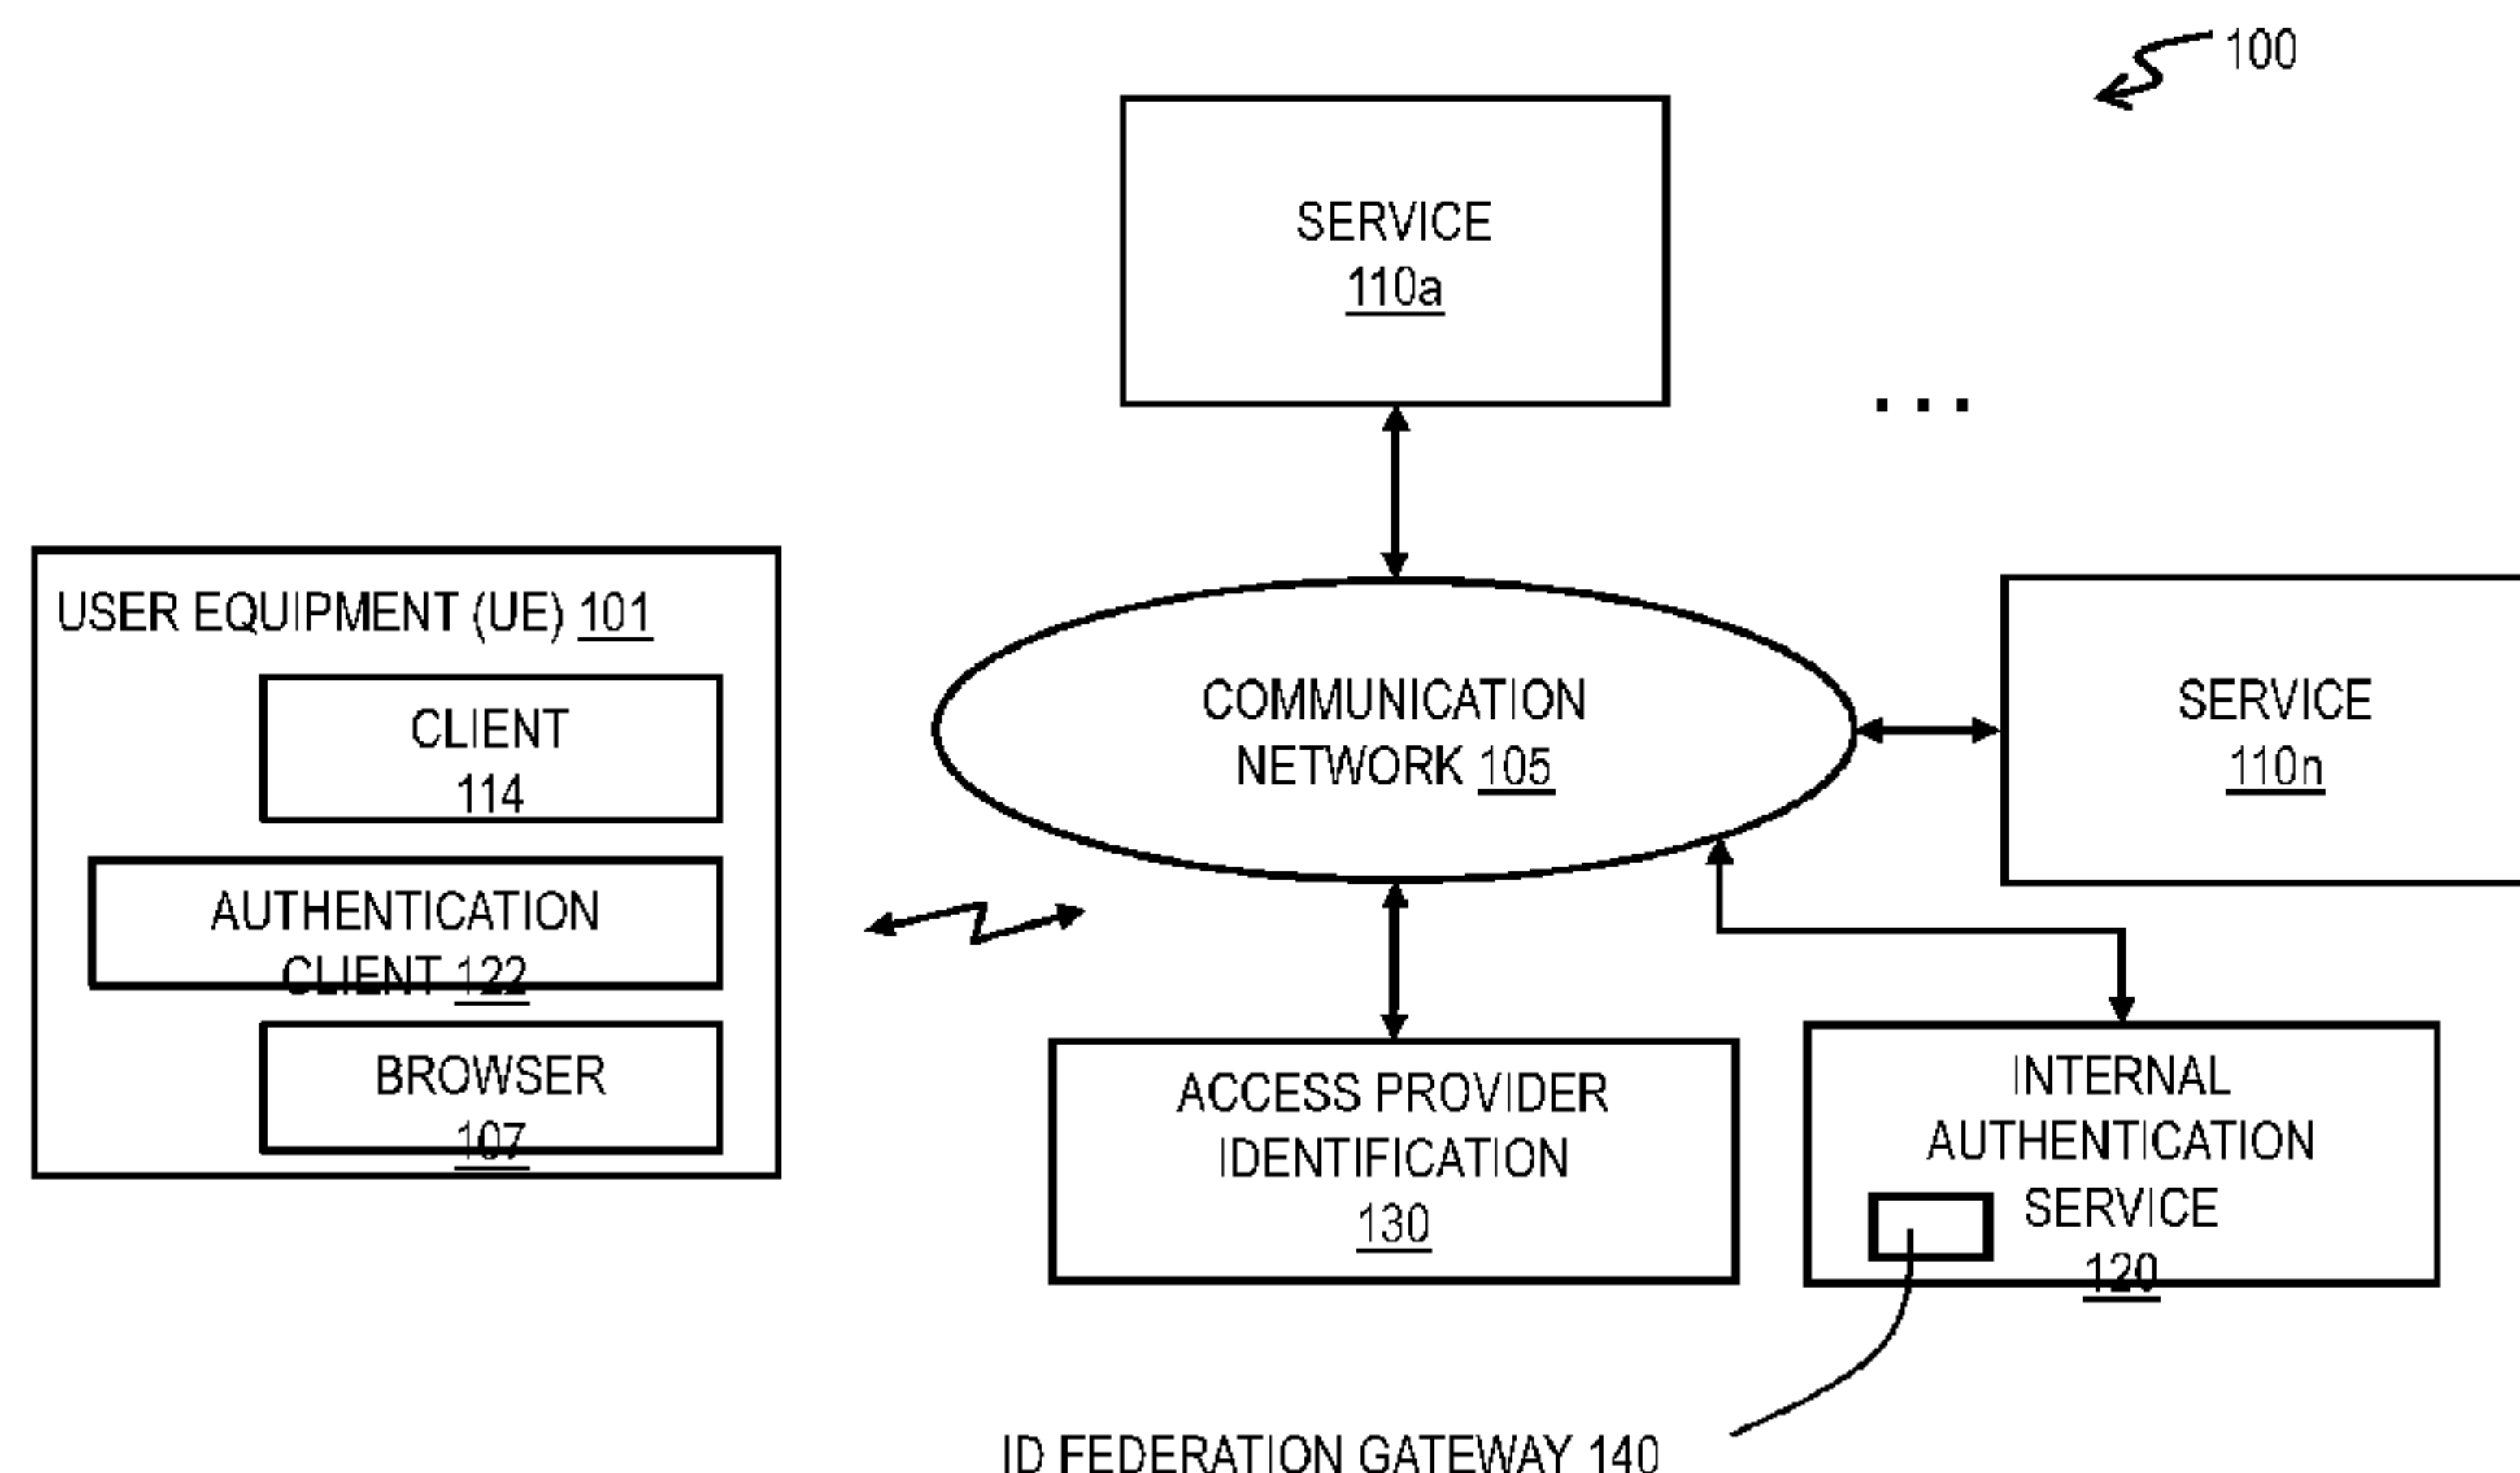 100
SERVICE
110a
. . .
USER EQUIPMENT (UE) 101
CLIENT
114
AUTHENTICATION
CLIENT 122
BROWSER
107
COMMUNICATION
NETWORK 105
SERVICE
110n
ACCESS PROVIDER
IDENTIFICATION
130
INTERNAL
AUTHENTICATION
SERVICE
120
ID FEDERATION GATEWAY 140